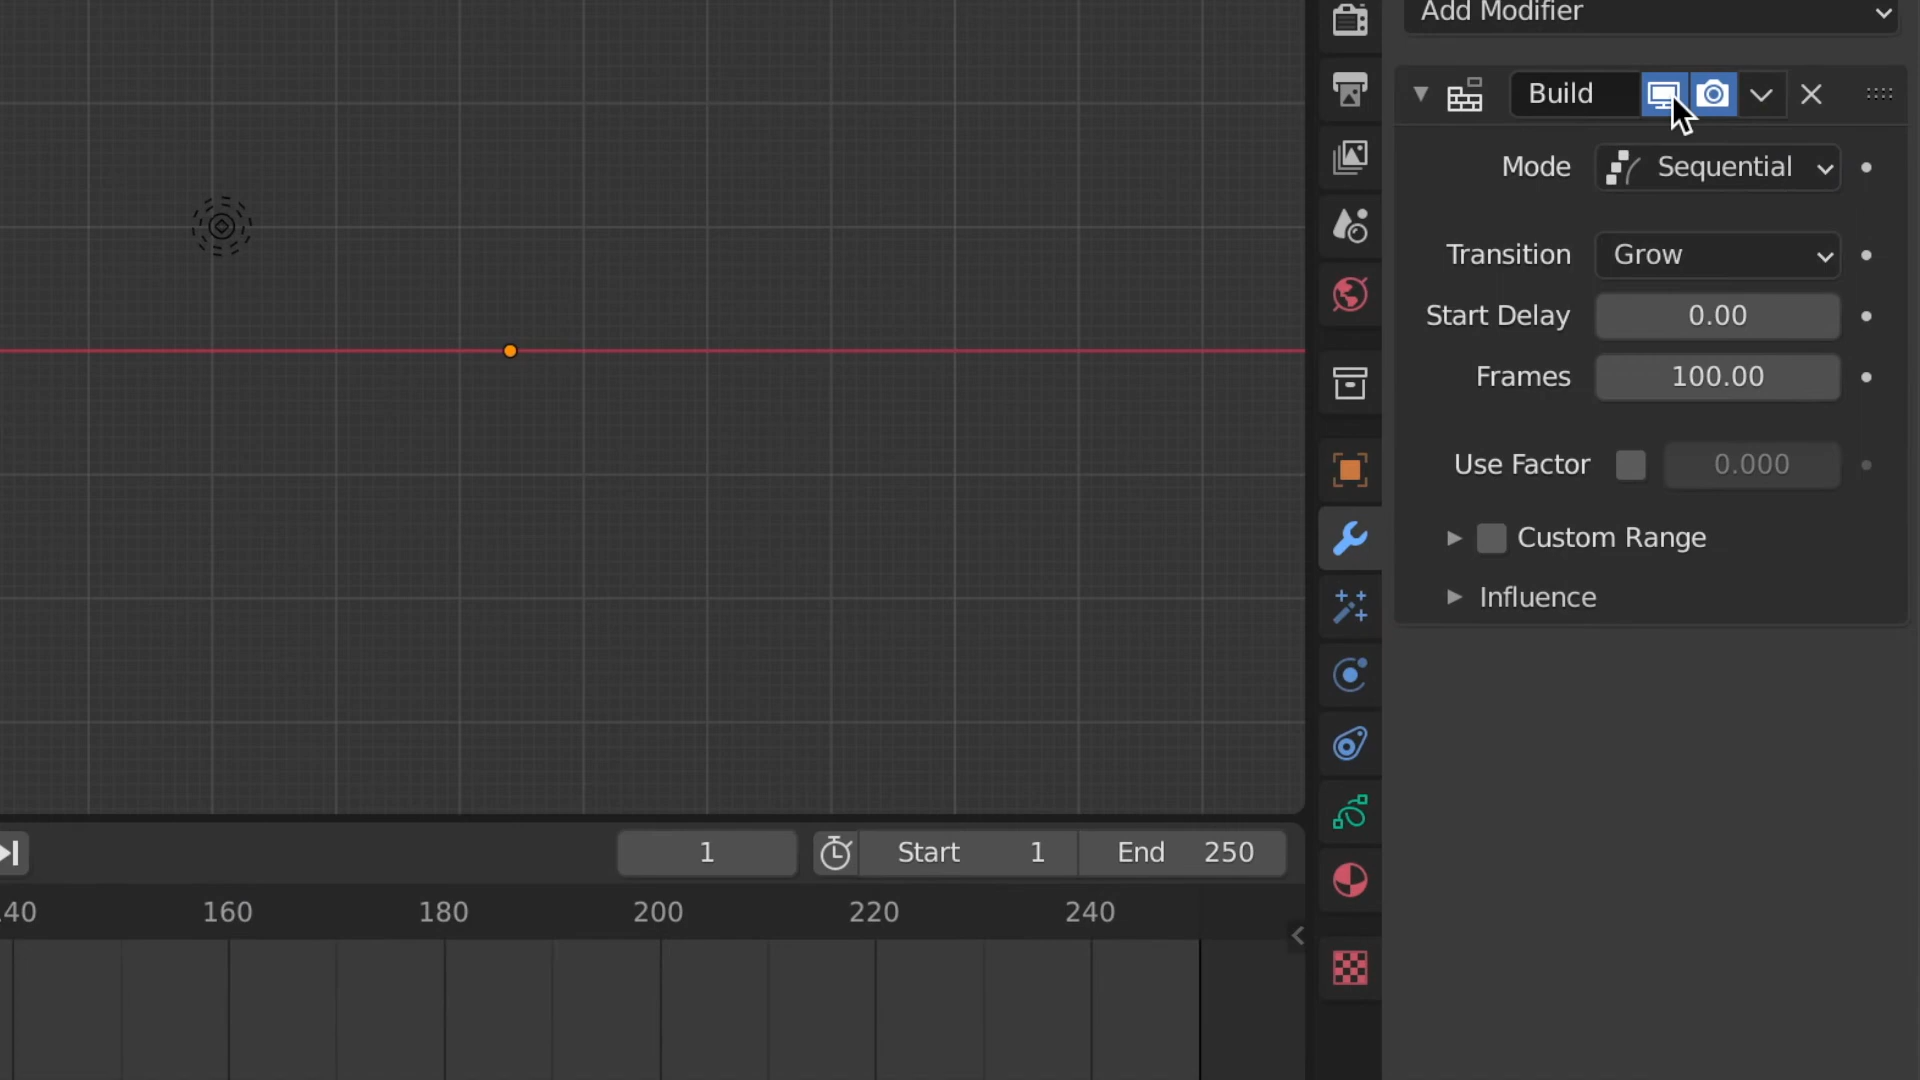 Add Modifier
Build
Mode Sequential
Transition Grow
Start Delay 0.00
Frames 100.00
Use Factor 0.000
Custom Range
Influence
1 Start 1 End 250
40 160 180 200 220 240